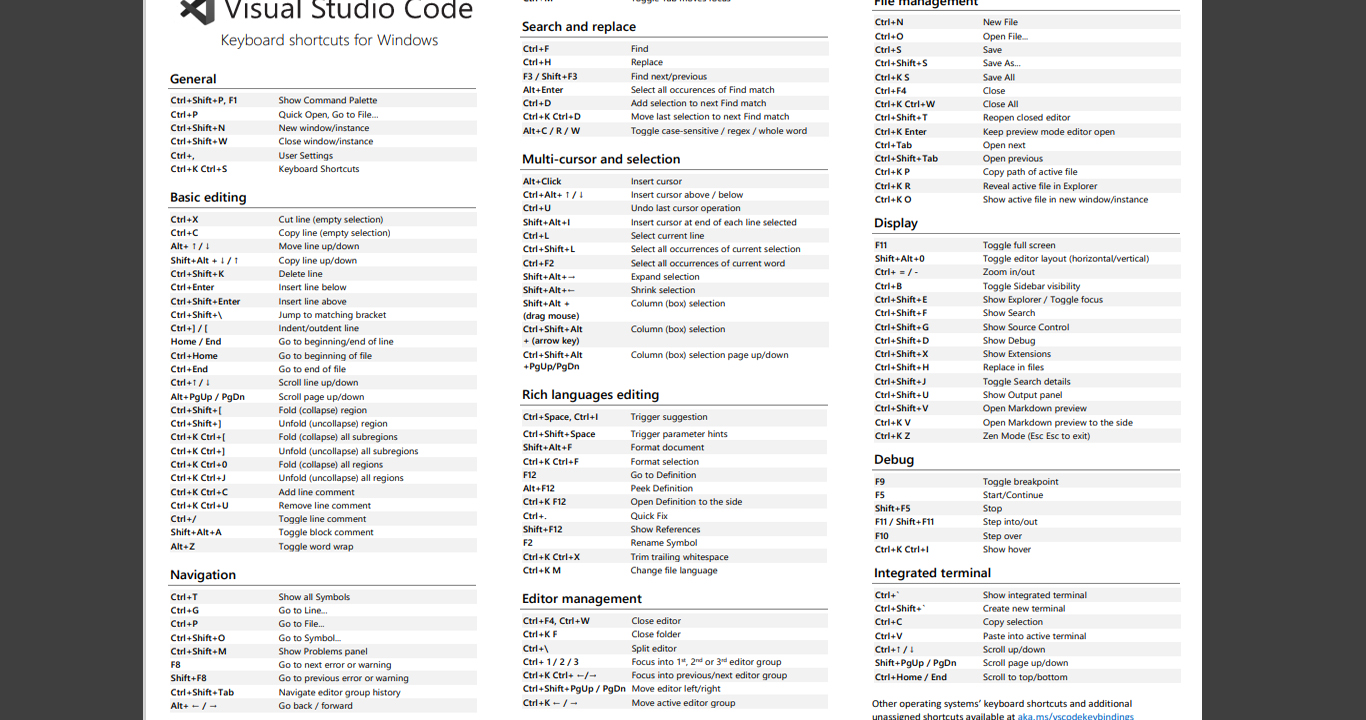 Visual Studio Code
Keyboard shortcuts for Windows
General
Ctrl+Shift+P, F1 Show Command Palette
Ctrl+P Quick Open, Go to File...
Ctrl+Shift+N New window/instance
Ctrl+Shift+W Close window/instance
Ctrl+, User Settings
Ctrl+K Ctrl+S Keyboard Shortcuts
Basic editing
Ctrl+X Cut line (empty selection)
Ctrl+C Copy line (empty selection)
Alt+ ↑ / ↓ Move line up/down
Shift+Alt + ↓ / ↑ Copy line up/down
Ctrl+Shift+K Delete line
Ctrl+Enter Insert line below
Ctrl+Shift+Enter Insert line above
Ctrl+Shift+\ Jump to matching bracket
Ctrl+] / [ Indent/outdent line
Home / End Go to beginning/end of line
Ctrl+Home Go to beginning of file
Ctrl+End Go to end of file
Ctrl+↑ / ↓ Scroll line up/down
Alt+PgUp / PgDn Scroll page up/down
Ctrl+Shift+[ Fold (collapse) region
Ctrl+Shift+] Unfold (uncollapse) region
Ctrl+K Ctrl+[ Fold (collapse) all subregions
Ctrl+K Ctrl+] Unfold (uncollapse) all subregions
Ctrl+K Ctrl+0 Fold (collapse) all regions
Ctrl+K Ctrl+J Unfold (uncollapse) all regions
Ctrl+K Ctrl+C Add line comment
Ctrl+K Ctrl+U Remove line comment
Ctrl+/ Toggle line comment
Shift+Alt+A Toggle block comment
Alt+Z Toggle word wrap
Navigation
Ctrl+T Show all Symbols
Ctrl+G Go to Line...
Ctrl+P Go to File...
Ctrl+Shift+O Go to Symbol...
Ctrl+Shift+M Show Problems panel
F8 Go to next error or warning
Shift+F8 Go to previous error or warning
Ctrl+Shift+Tab Navigate editor group history
Alt+ ← / → Go back / forward
Search and replace
Ctrl+F Find
Ctrl+H Replace
F3 / Shift+F3 Find next/previous
Alt+Enter Select all occurences of Find match
Ctrl+D Add selection to next Find match
Ctrl+K Ctrl+D Move last selection to next Find match
Alt+C / R / W Toggle case-sensitive / regex / whole word
Multi-cursor and selection
Alt+Click Insert cursor
Ctrl+Alt+ ↑ / ↓ Insert cursor above / below
Ctrl+U Undo last cursor operation
Shift+Alt+I Insert cursor at end of each line selected
Ctrl+L Select current line
Ctrl+Shift+L Select all occurrences of current selection
Ctrl+F2 Select all occurrences of current word
Shift+Alt+→ Expand selection
Shift+Alt+← Shrink selection
Shift+Alt + Column (box) selection
(drag mouse)
Ctrl+Shift+Alt Column (box) selection
+ (arrow key)
Ctrl+Shift+Alt Column (box) selection page up/down
+PgUp/PgDn
Rich languages editing
Ctrl+Space, Ctrl+I Trigger suggestion
Ctrl+Shift+Space Trigger parameter hints
Shift+Alt+F Format document
Ctrl+K Ctrl+F Format selection
F12 Go to Definition
Alt+F12 Peek Definition
Ctrl+K F12 Open Definition to the side
Ctrl+. Quick Fix
Shift+F12 Show References
F2 Rename Symbol
Ctrl+K Ctrl+X Trim trailing whitespace
Ctrl+K M Change file language
Editor management
Ctrl+F4, Ctrl+W Close editor
Ctrl+K F Close folder
Ctrl+\ Split editor
Ctrl+ 1 / 2 / 3 Focus into 1st, 2nd or 3rd editor group
Ctrl+K Ctrl+ ←/→ Focus into previous/next editor group
Ctrl+Shift+PgUp / PgDn Move editor left/right
Ctrl+K ← / → Move active editor group
File management
Ctrl+N New File
Ctrl+O Open File...
Ctrl+S Save
Ctrl+Shift+S Save As...
Ctrl+K S Save All
Ctrl+F4 Close
Ctrl+K Ctrl+W Close All
Ctrl+Shift+T Reopen closed editor
Ctrl+K Enter Keep preview mode editor open
Ctrl+Tab Open next
Ctrl+Shift+Tab Open previous
Ctrl+K P Copy path of active file
Ctrl+K R Reveal active file in Explorer
Ctrl+K O Show active file in new window/instance
Display
F11 Toggle full screen
Shift+Alt+0 Toggle editor layout (horizontal/vertical)
Ctrl+ = / - Zoom in/out
Ctrl+B Toggle Sidebar visibility
Ctrl+Shift+E Show Explorer / Toggle focus
Ctrl+Shift+F Show Search
Ctrl+Shift+G Show Source Control
Ctrl+Shift+D Show Debug
Ctrl+Shift+X Show Extensions
Ctrl+Shift+H Replace in files
Ctrl+Shift+J Toggle Search details
Ctrl+Shift+U Show Output panel
Ctrl+Shift+V Open Markdown preview
Ctrl+K V Open Markdown preview to the side
Ctrl+K Z Zen Mode (Esc Esc to exit)
Debug
F9 Toggle breakpoint
F5 Start/Continue
Shift+F5 Stop
F11 / Shift+F11 Step into/out
F10 Step over
Ctrl+K Ctrl+I Show hover
Integrated terminal
Ctrl+` Show integrated terminal
Ctrl+Shift+` Create new terminal
Ctrl+C Copy selection
Ctrl+V Paste into active terminal
Ctrl+↑ / ↓ Scroll up/down
Shift+PgUp / PgDn Scroll page up/down
Ctrl+Home / End Scroll to top/bottom
Other operating systems' keyboard shortcuts and additional
unassigned shortcuts available at aka.ms/vscodekeybindings